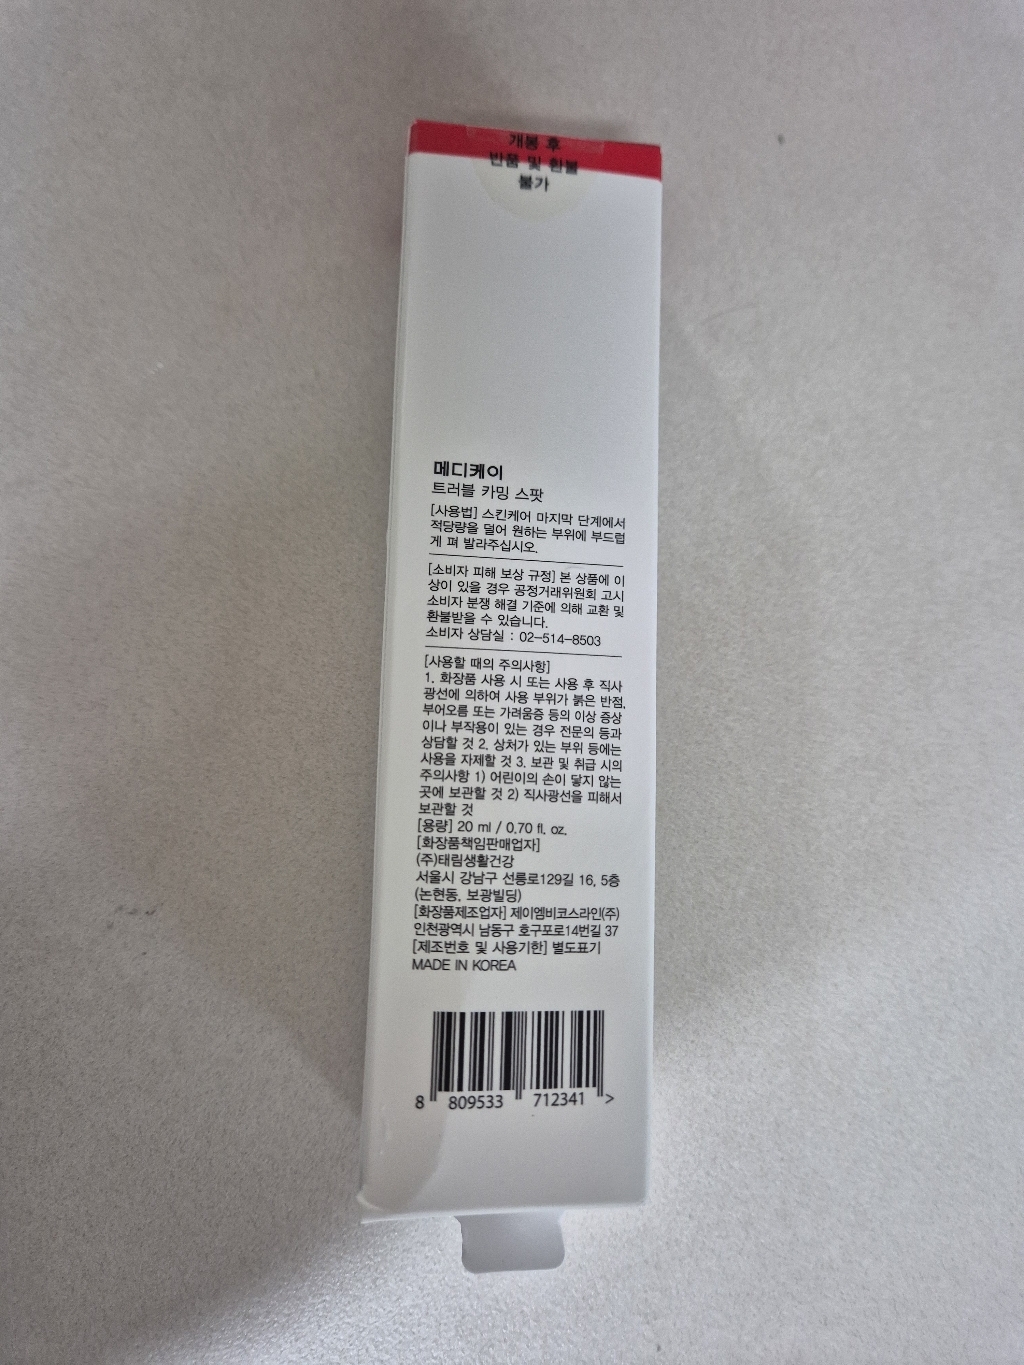 개봉 후
반품 및 환불
불가
메디케이
트러블 카밍 스팟
[사용법] 스킨케어 마지막 단계에서
적당량을 덜어 원하는 부위에 부드럽
게 펴 발라주십시오.
[소비자 피해 보상 규정] 본 상품에 이
상이 있을 경우 공정거래위원회 고시
소비자 분쟁 해결 기준에 의해 교환 및
환불받을 수 있습니다.
소비자 상담실 : 02-514-8503
[사용할 때의 주의사항]
1. 화장품 사용 시 또는 사용 후 직사
광선에 의하여 사용 부위가 붉은 반점,
부어오름 또는 가려움증 등의 이상 증상
이나 부작용이 있는 경우 전문의 등과
상담할 것 2. 상처가 있는 부위 등에는
사용을 자제할 것 3. 보관 및 취급 시의
주의사항 1) 어린이의 손이 닿지 않는
곳에 보관할 것 2) 직사광선을 피해서
보관할 것
[용량] 20 ml / 0.70 fl. oz.
[화장품책임판매업자]
(주)태림생활건강
서울시 강남구 선릉로129길 16, 5층
(논현동, 보광빌딩)
[화장품제조업자] 제이엠비코스라인(주)
인천광역시 남동구 호구포로14번길 37
[제조번호 및 사용기한] 별도표기
MADE IN KOREA
8 809533 712341 >